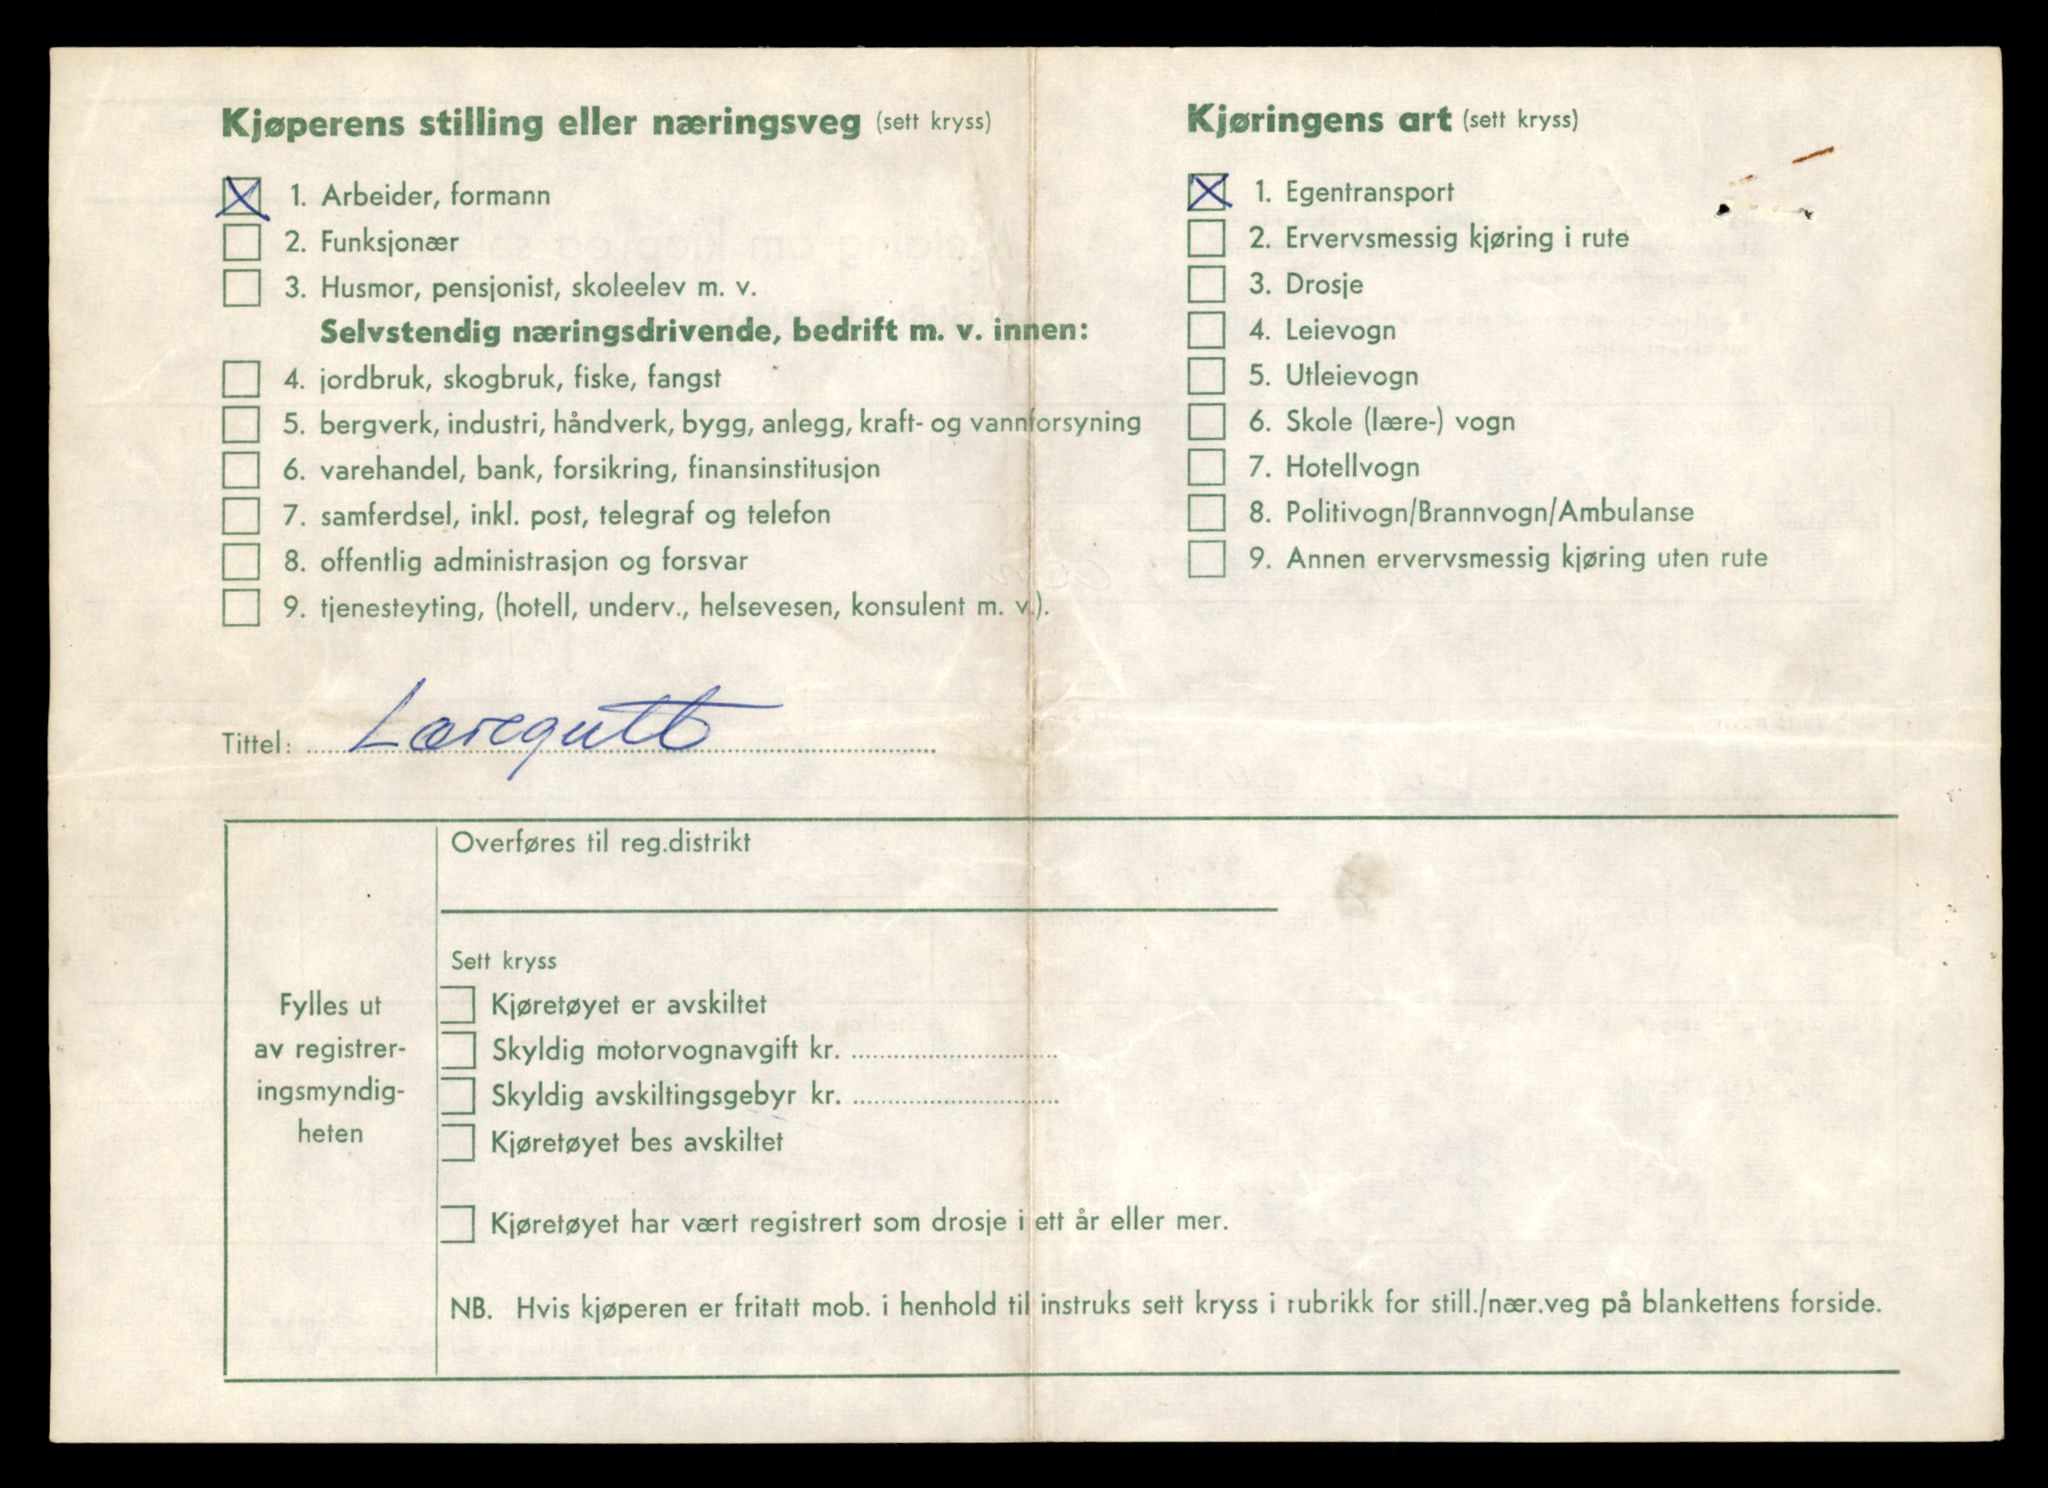 Kjøperens stilling eller næringsveg (sett kryss)
1. Arbeider, formann
2. Funksjonær
3. Husmor, pensjonist, skoleelev m. v.
Selvstendig næringsdrivende, bedrift m. v. innen:
4. jordbruk, skogbruk, fiske, fangst
5. bergverk, industri, håndverk, bygg, anlegg, kraft- og vannforsyning
6. varehandel, bank, forsikring, finansinstitusjon
7. samferdsel, inkl. post, telegraf og telefon
8. offentlig administrasjon og forsvar
9. tjenesteyting, (hotell, underv., helsevesen, konsulent m. v.).
Kjøringens art (sett kryss)
1. Egentransport
2. Ervervsmessig kjøring i rute
3. Drosje
4. Leievogn
5. Utleievogn
6. Skole (lære-) vogn
7. Hotellvogn
8. Politivogn/Brannvogn/Ambulanse
9. Annen ervervsmessig kjøring uten rute
Tittel: Læregutt
Fylles ut
av registrer-
ingsmyndig-
heten
Overføres til reg.distrikt
Sett kryss
Kjøretøyet er avskiltet
Skyldig motorvognavgift kr.
Skyldig avskiltingsgebyr kr.
Kjøretøyet bes avskiltet
Kjøretøyet har vært registrert som drosje i ett år eller mer.
NB. Hvis kjøperen er fritatt mob. i henhold til instruks sett kryss i rubrikk for still./nær.veg på blankettens forside.